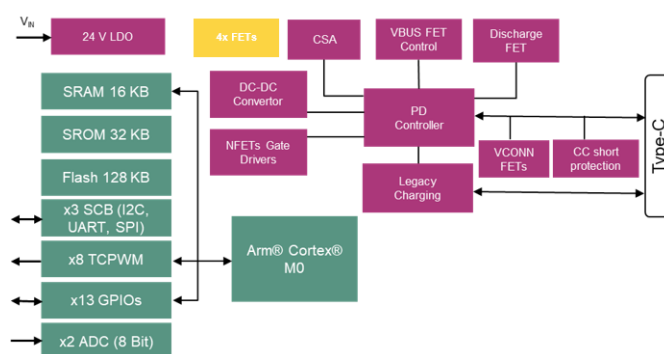 V_IN
24 V LDO
4x FETs
CSA
VBUS FET
Control
Discharge
FET
DC-DC
Convertor
NFETs Gate
Drivers
PD
Controller
VCONN
FETs
CC short
protection
Legacy
Charging
Type-C
SRAM 16 KB
SROM 32 KB
Flash 128 KB
x3 SCB (I2C,
UART, SPI)
x8 TCPWM
x13 GPIOs
x2 ADC (8 Bit)
Arm® Cortex®
M0